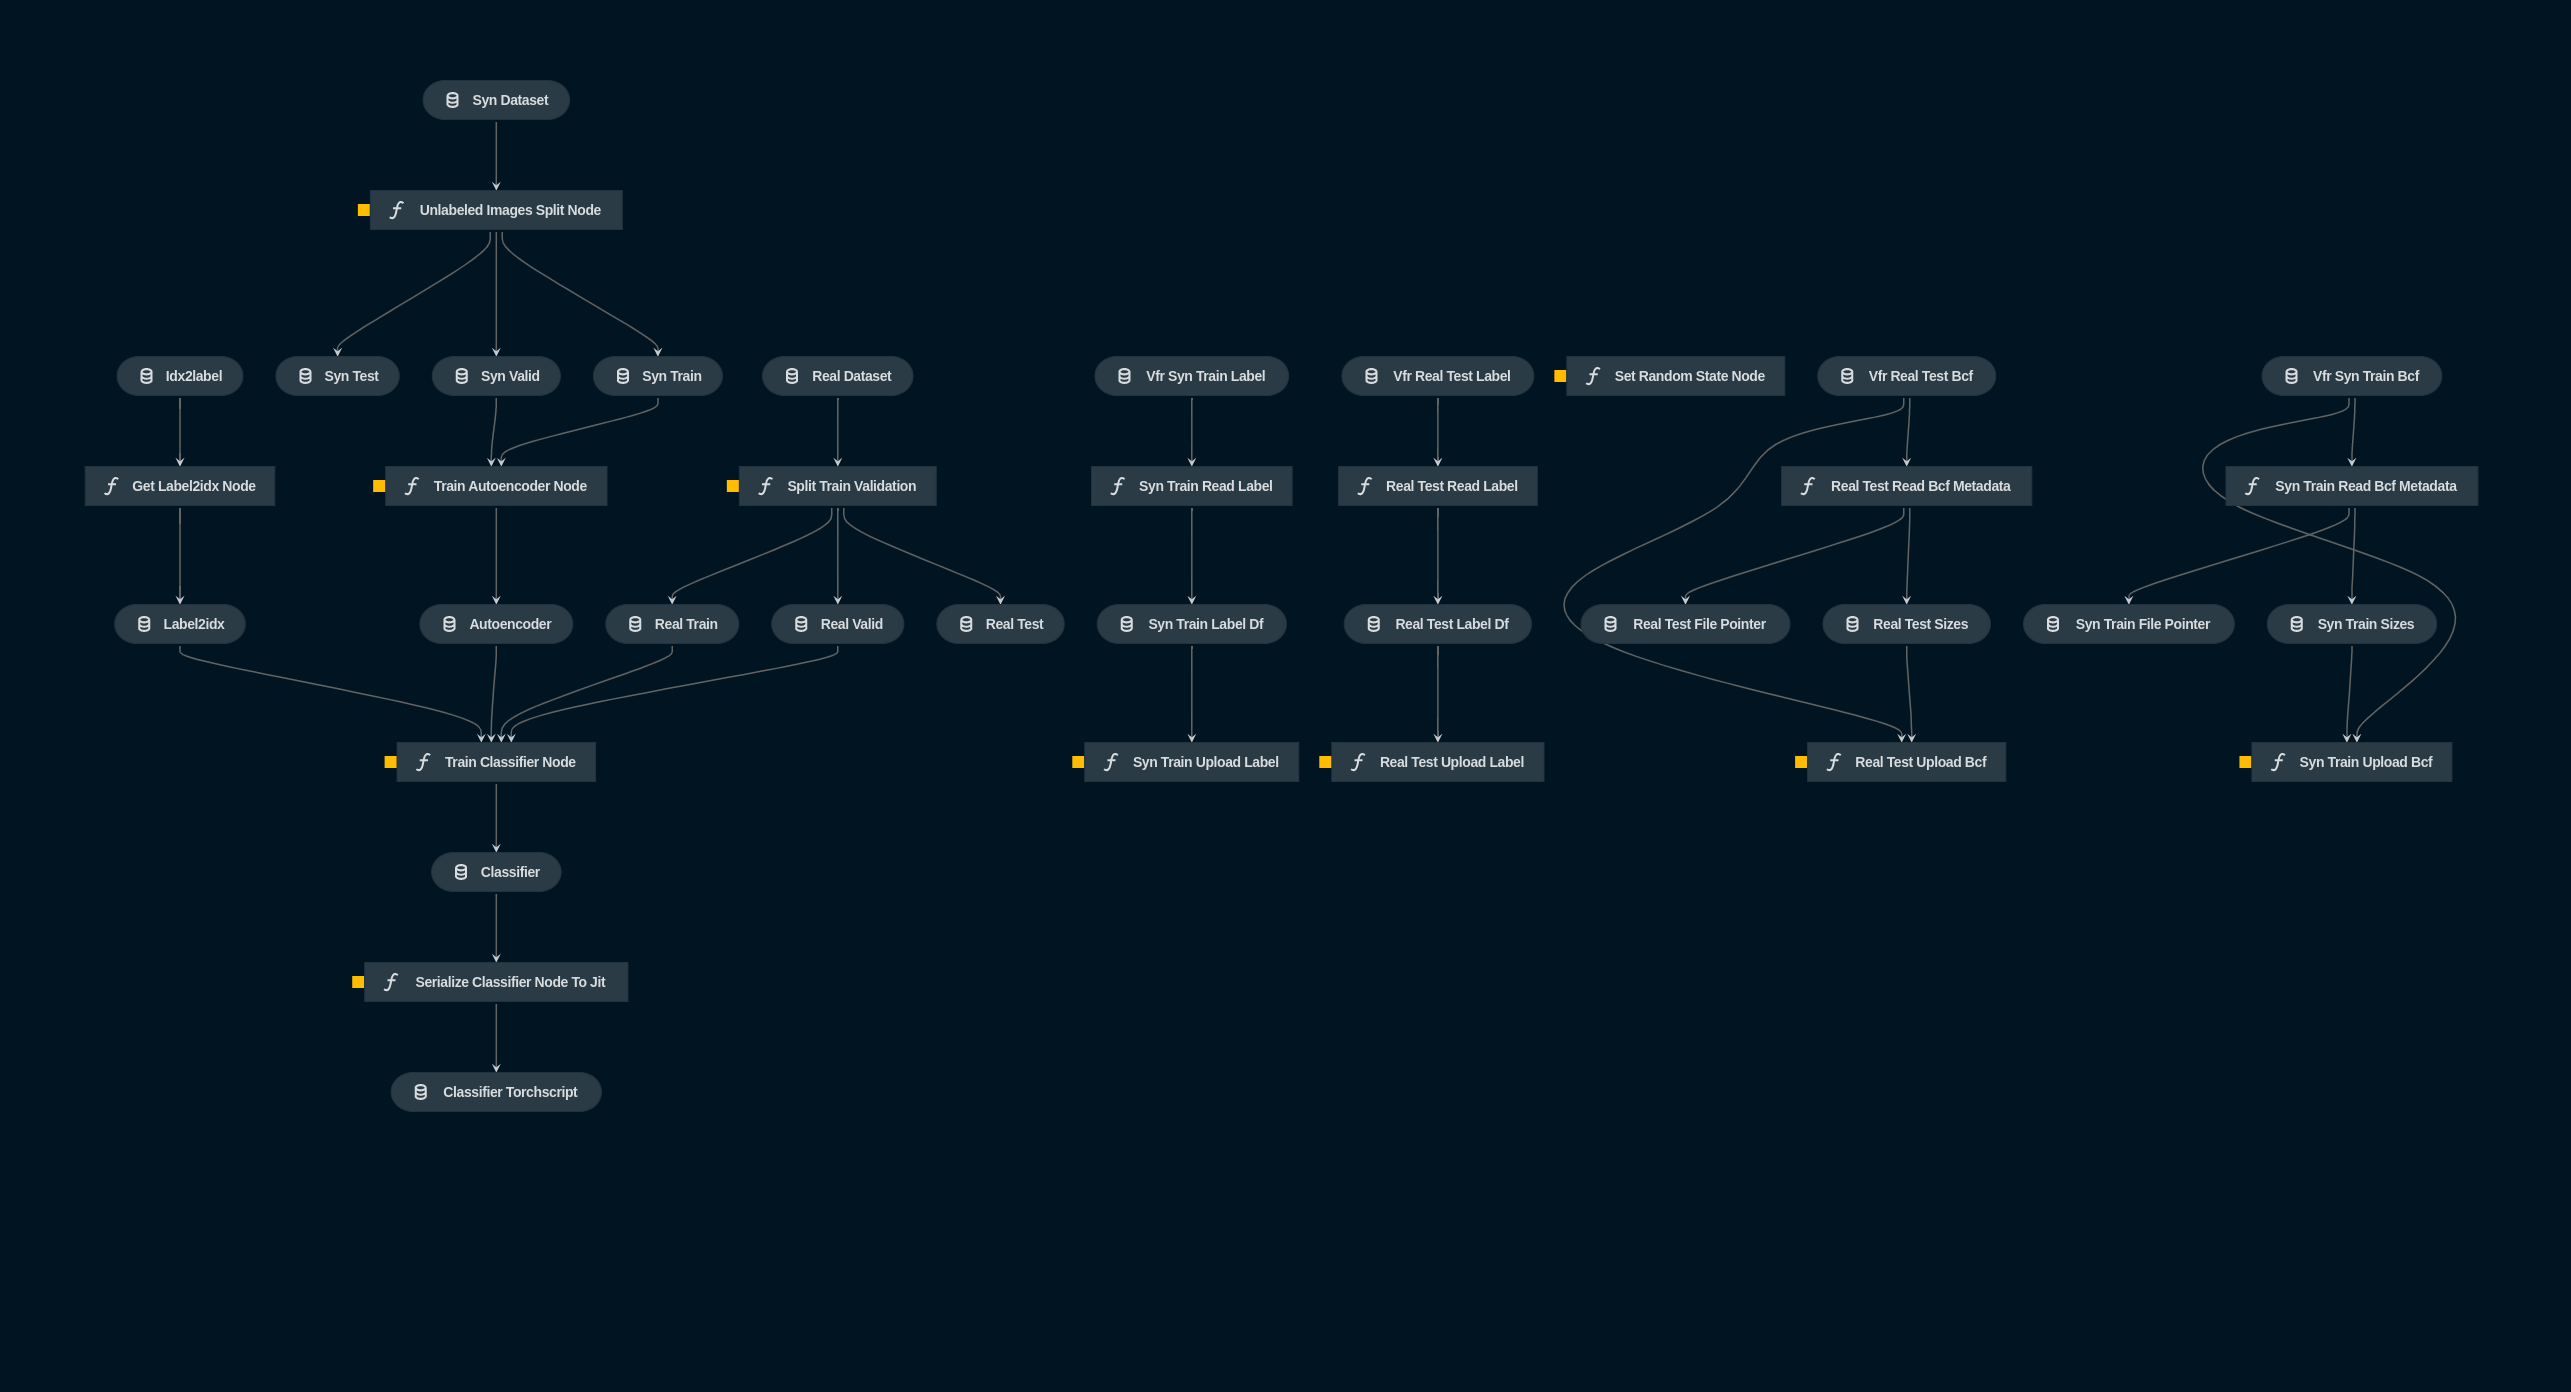 Syn Dataset
Unlabeled Images Split Node
Idx2label
Syn Test
Syn Valid
Syn Train
Real Dataset
Vfr Syn Train Label
Vfr Real Test Label
Set Random State Node
Vfr Real Test Bcf
Vfr Syn Train Bcf
Get Label2idx Node
Train Autoencoder Node
Split Train Validation
Syn Train Read Label
Real Test Read Label
Real Test Read Bcf Metadata
Syn Train Read Bcf Metadata
Label2idx
Autoencoder
Real Train
Real Valid
Real Test
Syn Train Label Df
Real Test Label Df
Real Test File Pointer
Real Test Sizes
Syn Train File Pointer
Syn Train Sizes
Train Classifier Node
Syn Train Upload Label
Real Test Upload Label
Real Test Upload Bcf
Syn Train Upload Bcf
Classifier
Serialize Classifier Node To Jit
Classifier Torchscript